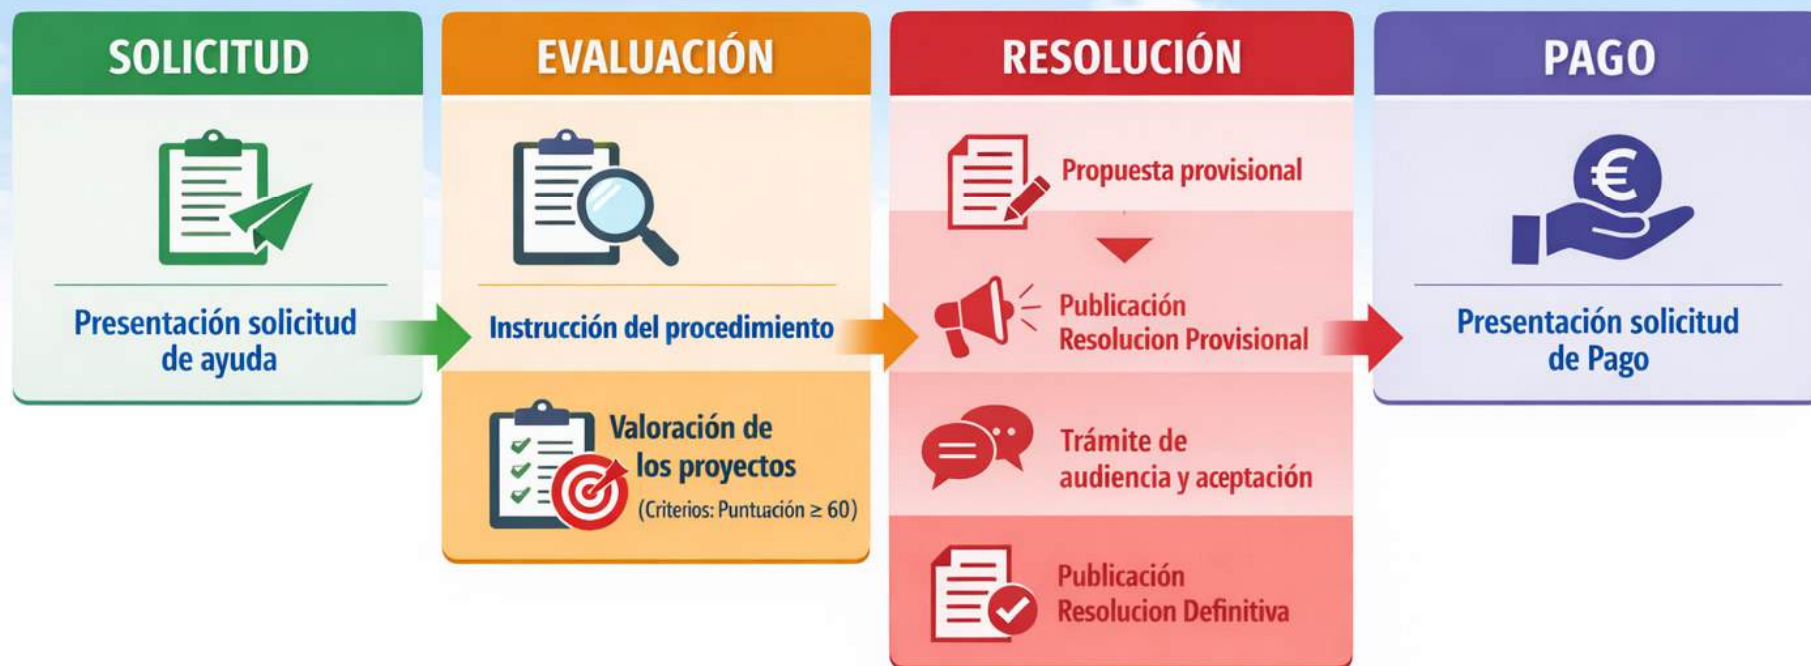 SOLICITUD
Presentación solicitud
de ayuda
EVALUACIÓN
Instrucción del procedimiento
Valoración de
los proyectos
(Criterios: Puntuación ≥ 60)
RESOLUCIÓN
Propuesta provisional
Publicación
Resolucion Provisional
Trámite de
audiencia y aceptación
Publicación
Resolucion Definitiva
PAGO
€
Presentación solicitud
de Pago